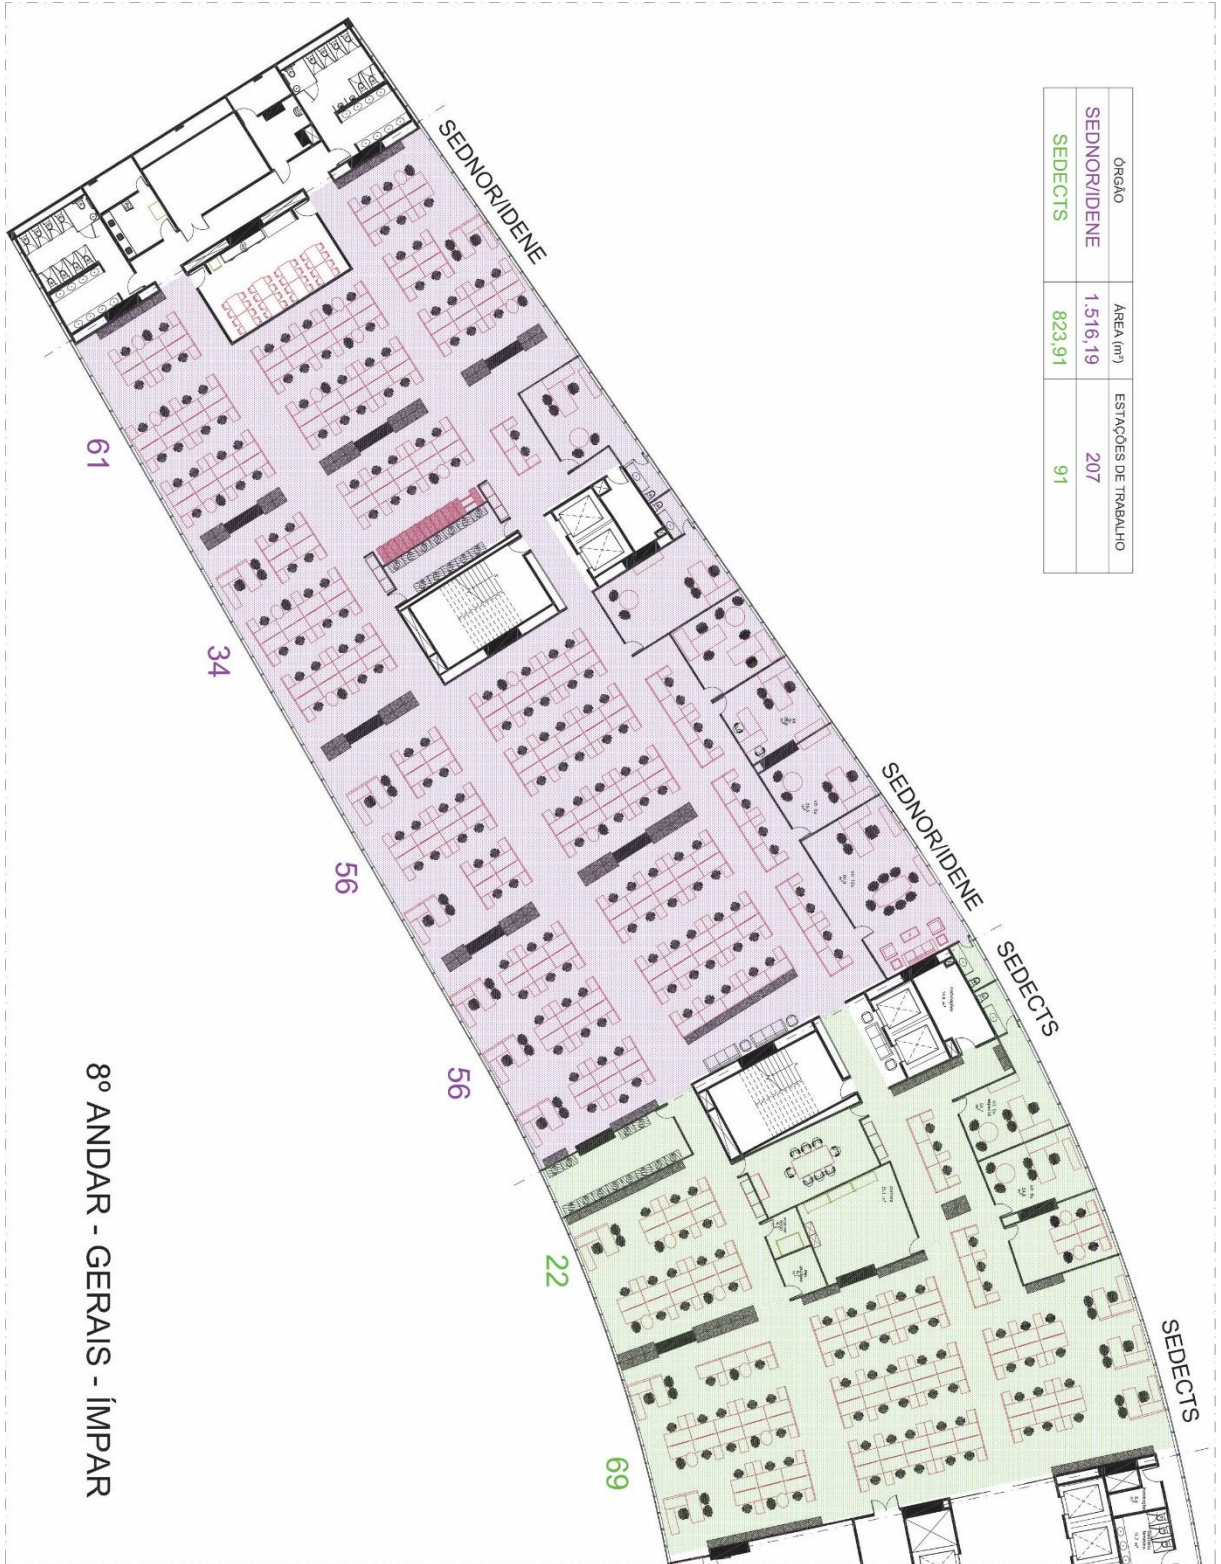 ÓRGÃO ÁREA (m²) ESTAÇÕES DE TRABALHO
SEDNOR/IDENE 1.516,19 207
SEDECTS 823,91 91
SEDNOR/IDENE
SEDNOR/IDENE
SEDECTS
SEDECTS
61
34
56
56
22
69
8º ANDAR - GERAIS - ÍMPAR